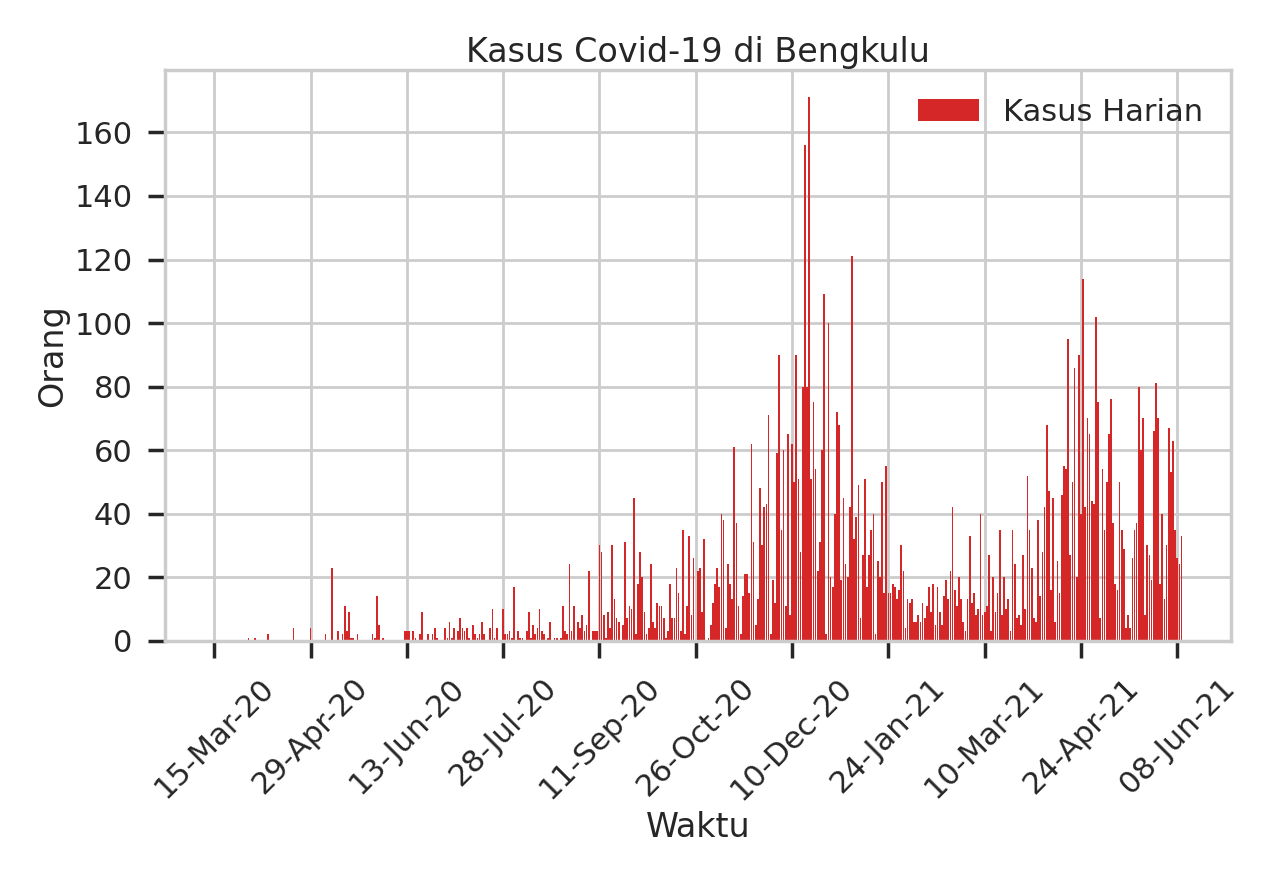 Kasus Covid-19 di Bengkulu
Kasus Harian
160
140
120
100
80
60
40
20
0
Orang
15-Mar-20
29-Apr-20
13-Jun-20
28-Jul-20
11-Sep-20
26-Oct-20
10-Dec-20
24-Jan-21
10-Mar-21
24-Apr-21
08-Jun-21
Waktu